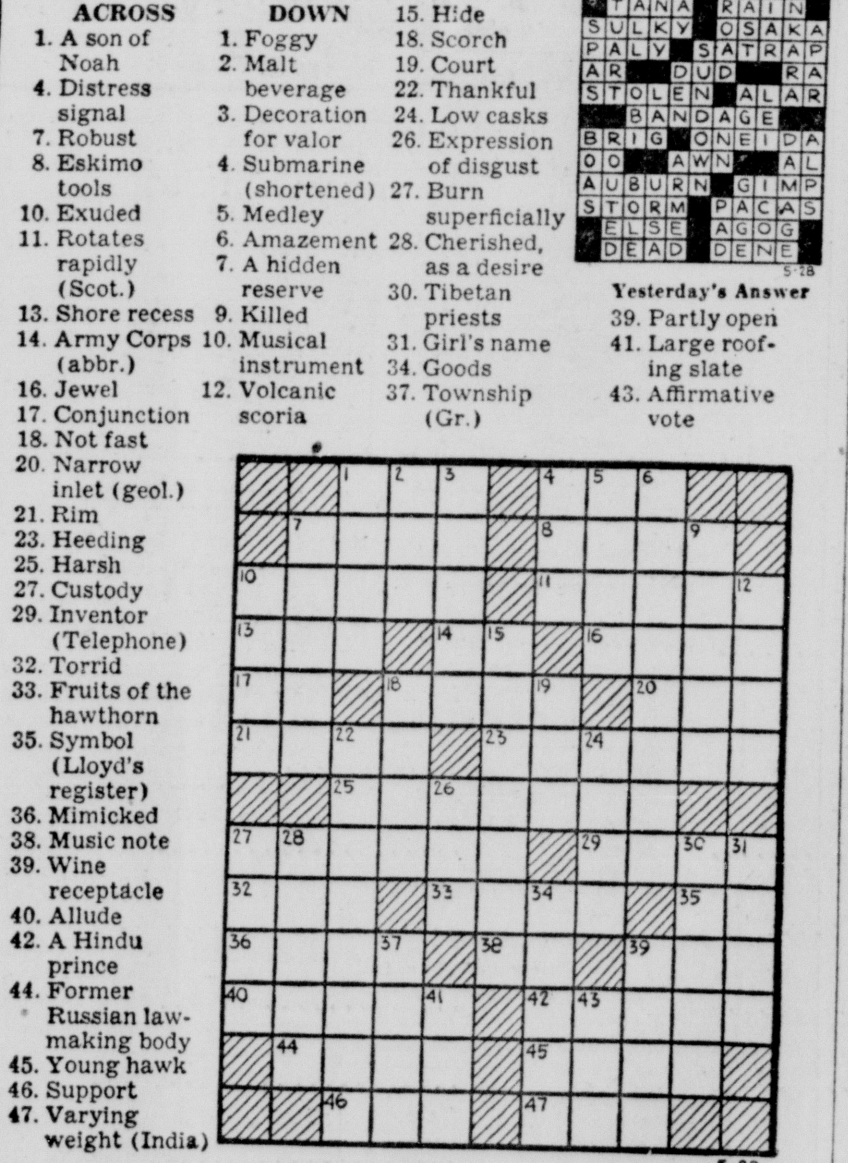 ACROSS
1. A son of
Noah
4. Distress
signal
7. Robust
8. Eskimo
tools
10. Exuded
11. Rotates
rapidly
(Scot.)
13. Shore recess
14. Army Corps
(abbr.)
16. Jewel
17. Conjunction
18. Not fast
20. Narrow
inlet (geol.)
21. Rim
23. Heeding
25. Harsh
27. Custody
29. Inventor
(Telephone)
32. Torrid
33. Fruits of the
hawthorn
35. Symbol
(Lloyd's
register)
36. Mimicked
38. Music note
39. Wine
receptacle
40. Allude
42. A Hindu
prince
44. Former
Russian law-
making body
45. Young hawk
46. Support
47. Varying
weight (India)
DOWN
1. Foggy
2. Malt
beverage
3. Decoration
for valor
4. Submarine
(shortened)
5. Medley
6. Amazement
7. A hidden
reserve
9. Killed
10. Musical
instrument
12. Volcanic
scoria
15. Hide
18. Scorch
19. Court
22. Thankful
24. Low casks
26. Expression
of disgust
27. Burn
superficially
28. Cherished,
as a desire
30. Tibetan
priests
31. Girl's name
34. Goods
37. Township
(Gr.)
TANA RAIN
SULKY OSAKA
PALY SATRAP
AR DUD RA
STOLEN ALAR
BANDAGE
BRIG ONEIDA
OO AWN AL
AUBURN GIMP
STORM PACAS
ELSE AGOG
DEAD DENE
5-28
Yesterday's Answer
39. Partly open
41. Large roof-
ing slate
43. Affirmative
vote
1 2 3 4 5 6
7 8 9
10 11 12
13 14 15 16
17 18 19 20
21 22 23 24
25 26
27 28 29 30 31
32 33 34 35
36 37 38 39
40 41 42 43
44 45
46 47